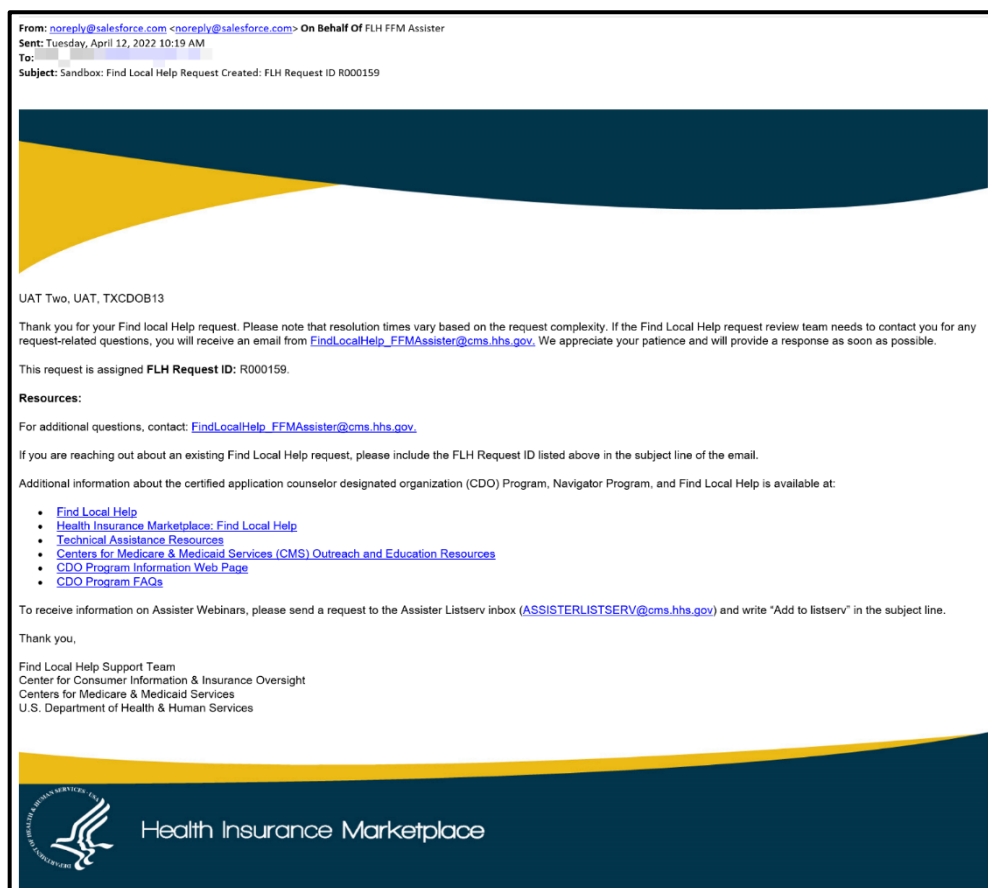 From: noreply@salesforce.com <noreply@salesforce.com> On Behalf Of FLH FFM Assister
Sent: Tuesday, April 12, 2022 10:19 AM
To:
Subject: Sandbox: Find Local Help Request Created: FLH Request ID R000159
UAT Two, UAT, TXCDOB13
Thank you for your Find local Help request. Please note that resolution times vary based on the request complexity. If the Find Local Help request review team needs to contact you for any
request-related questions, you will receive an email from FindLocalHelp_FFMAssister@cms.hhs.gov. We appreciate your patience and will provide a response as soon as possible.
This request is assigned FLH Request ID: R000159.
Resources:
For additional questions, contact: FindLocalHelp_FFMAssister@cms.hhs.gov.
If you are reaching out about an existing Find Local Help request, please include the FLH Request ID listed above in the subject line of the email.
Additional information about the certified application counselor designated organization (CDO) Program, Navigator Program, and Find Local Help is available at:
• Find Local Help
• Health Insurance Marketplace: Find Local Help
• Technical Assistance Resources
• Centers for Medicare & Medicaid Services (CMS) Outreach and Education Resources
• CDO Program Information Web Page
• CDO Program FAQs
To receive information on Assister Webinars, please send a request to the Assister Listserv inbox (ASSISTERLISTSERV@cms.hhs.gov) and write "Add to listserv" in the subject line.
Thank you,
Find Local Help Support Team
Center for Consumer Information & Insurance Oversight
Centers for Medicare & Medicaid Services
U.S. Department of Health & Human Services
DEPARTMENT OF HEALTH & HUMAN SERVICES · USA
Health Insurance Marketplace